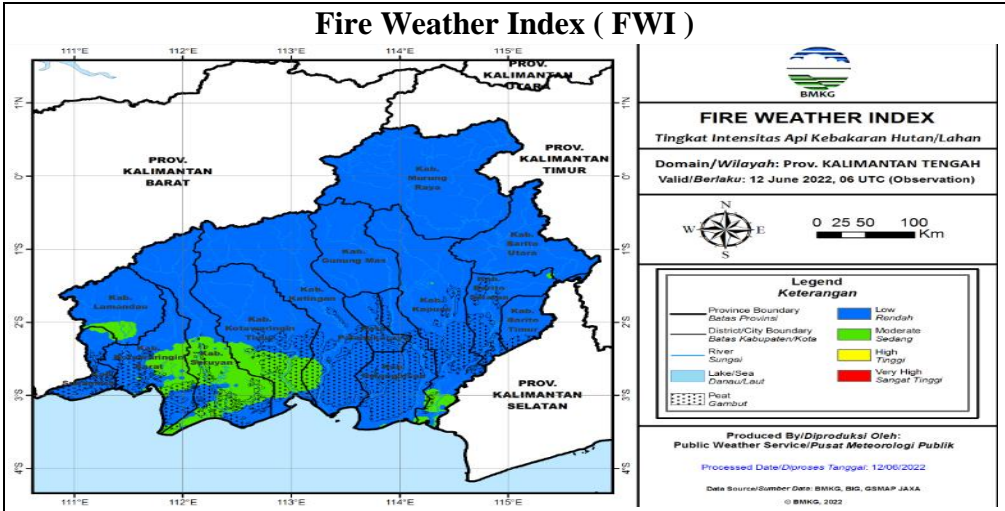 Fire Weather Index ( FWI )
111°E 112°E 113°E 114°E 115°E
PROV.
KALIMANTAN
UTARA
1°N
0°
1°S
2°S
3°S
4°S
PROV.
KALIMANTAN
BARAT
PROV.
KALIMANTAN
TIMUR
Kab.
Murung
Raya
Kab.
Barito
Utara
Kab.
Gunung Mas
Kab.
Lamandau
Kab.
Katingan
Kab.
Kotawaringin
Timur
Kab.
Kapuas
Kab.
Barito
Selatan
Kab.
Barito
Timur
Kab.
Seruyan
PROV.
KALIMANTAN
SELATAN
111°E 112°E 113°E 114°E 115°E
BMKG
FIRE WEATHER INDEX
Tingkat Intensitas Api Kebakaran Hutan/Lahan
Domain/Wilayah: Prov. KALIMANTAN TENGAH
Valid/Berlaku: 12 June 2022, 06 UTC (Observation)
N
W E
S
0 25 50 100
Km
Legend
Keterangan
Province Boundary
Batas Provinsi
District/City Boundary
Batas Kabupaten/Kota
River
Sungai
Lake/Sea
Danau/Laut
Peat
Gambut
Low
Rendah
Moderate
Sedang
High
Tinggi
Very High
Sangat Tinggi
Produced By/Diproduksi Oleh:
Public Weather Service/Pusat Meteorologi Publik
Processed Date/Diproses Tanggal: 12/06/2022
Data Source/Sumber Data: BMKG, BIG, GSMAP JAXA
© BMKG, 2022